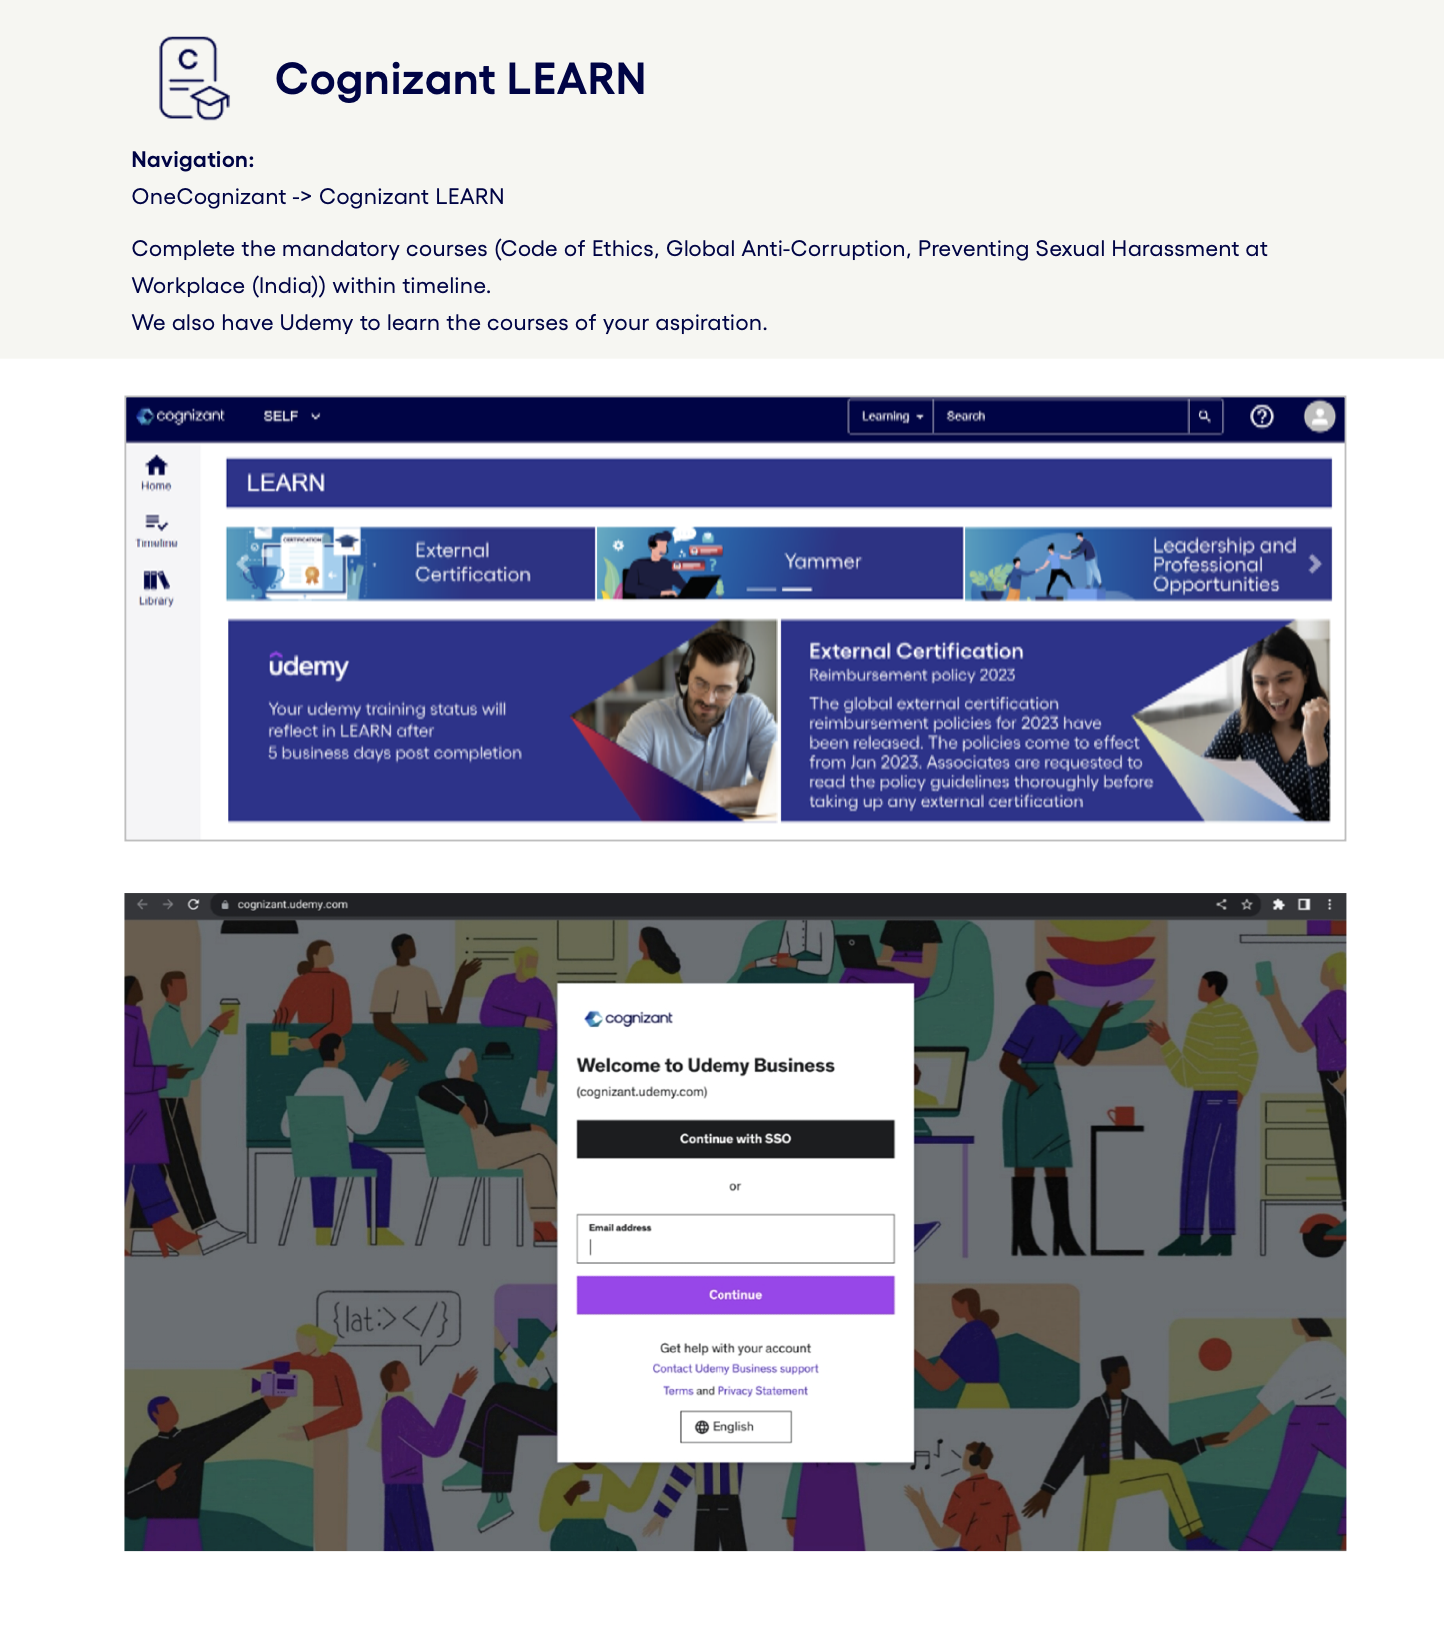 C
Cognizant LEARN
Navigation:
OneCognizant -> Cognizant LEARN
Complete the mandatory courses (Code of Ethics, Global Anti-Corruption, Preventing Sexual Harassment at
Workplace (India)) within timeline.
We also have Udemy to learn the courses of your aspiration.
cognizant SELF Learning Search
Home
Timeline
Library
LEARN
CERTIFICATION
External
Certification
Yammer
Leadership and
Professional
Opportunities
udemy
Your udemy training status will
reflect in LEARN after
5 business days post completion
External Certification
Reimbursement policy 2023
The global external certification
reimbursement policies for 2023 have
been released. The policies come to effect
from Jan 2023. Associates are requested to
read the policy guidelines thoroughly before
taking up any external certification
cognizant.udemy.com
cognizant
Welcome to Udemy Business
(cognizant.udemy.com)
Continue with SSO
or
Email address
Continue
Get help with your account
Contact Udemy Business support
Terms and Privacy Statement
English
{lat:></}